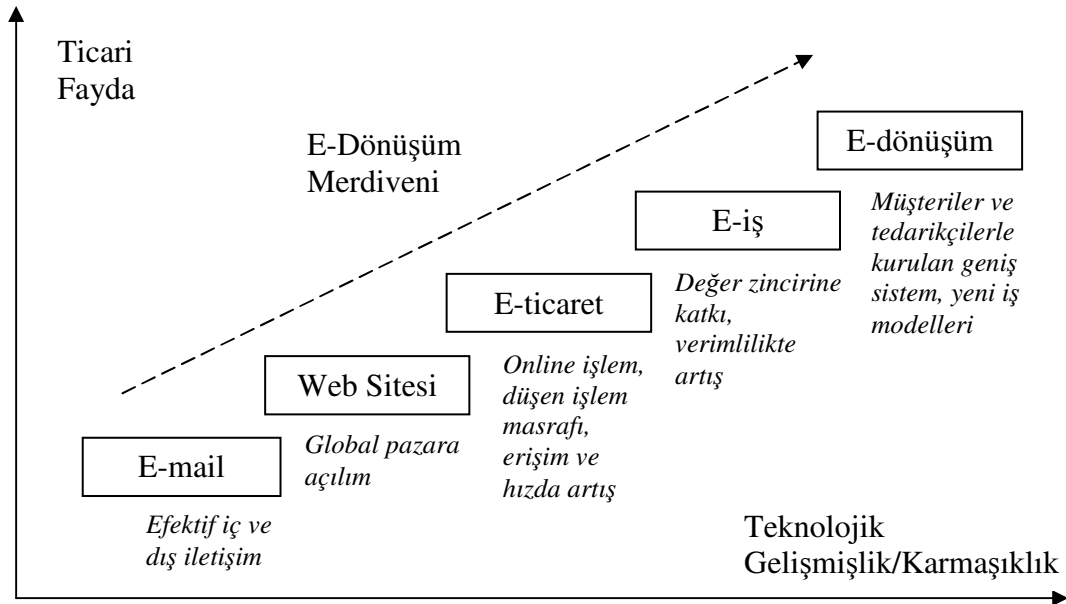 Ticari
Fayda
E-Dönüşüm
Merdiveni
E-dönüşüm
Müşteriler ve
tedarikçilerle
kurulan geniş
sistem, yeni iş
modelleri
E-iş
Değer zincirine
katkı,
verimlilikte
artış
E-ticaret
Online işlem,
düşen işlem
masrafı,
erişim ve
hızda artış
Web Sitesi
Global pazara
açılım
E-mail
Efektif iç ve
dış iletişim
Teknolojik
Gelişmişlik/Karmaşıklık